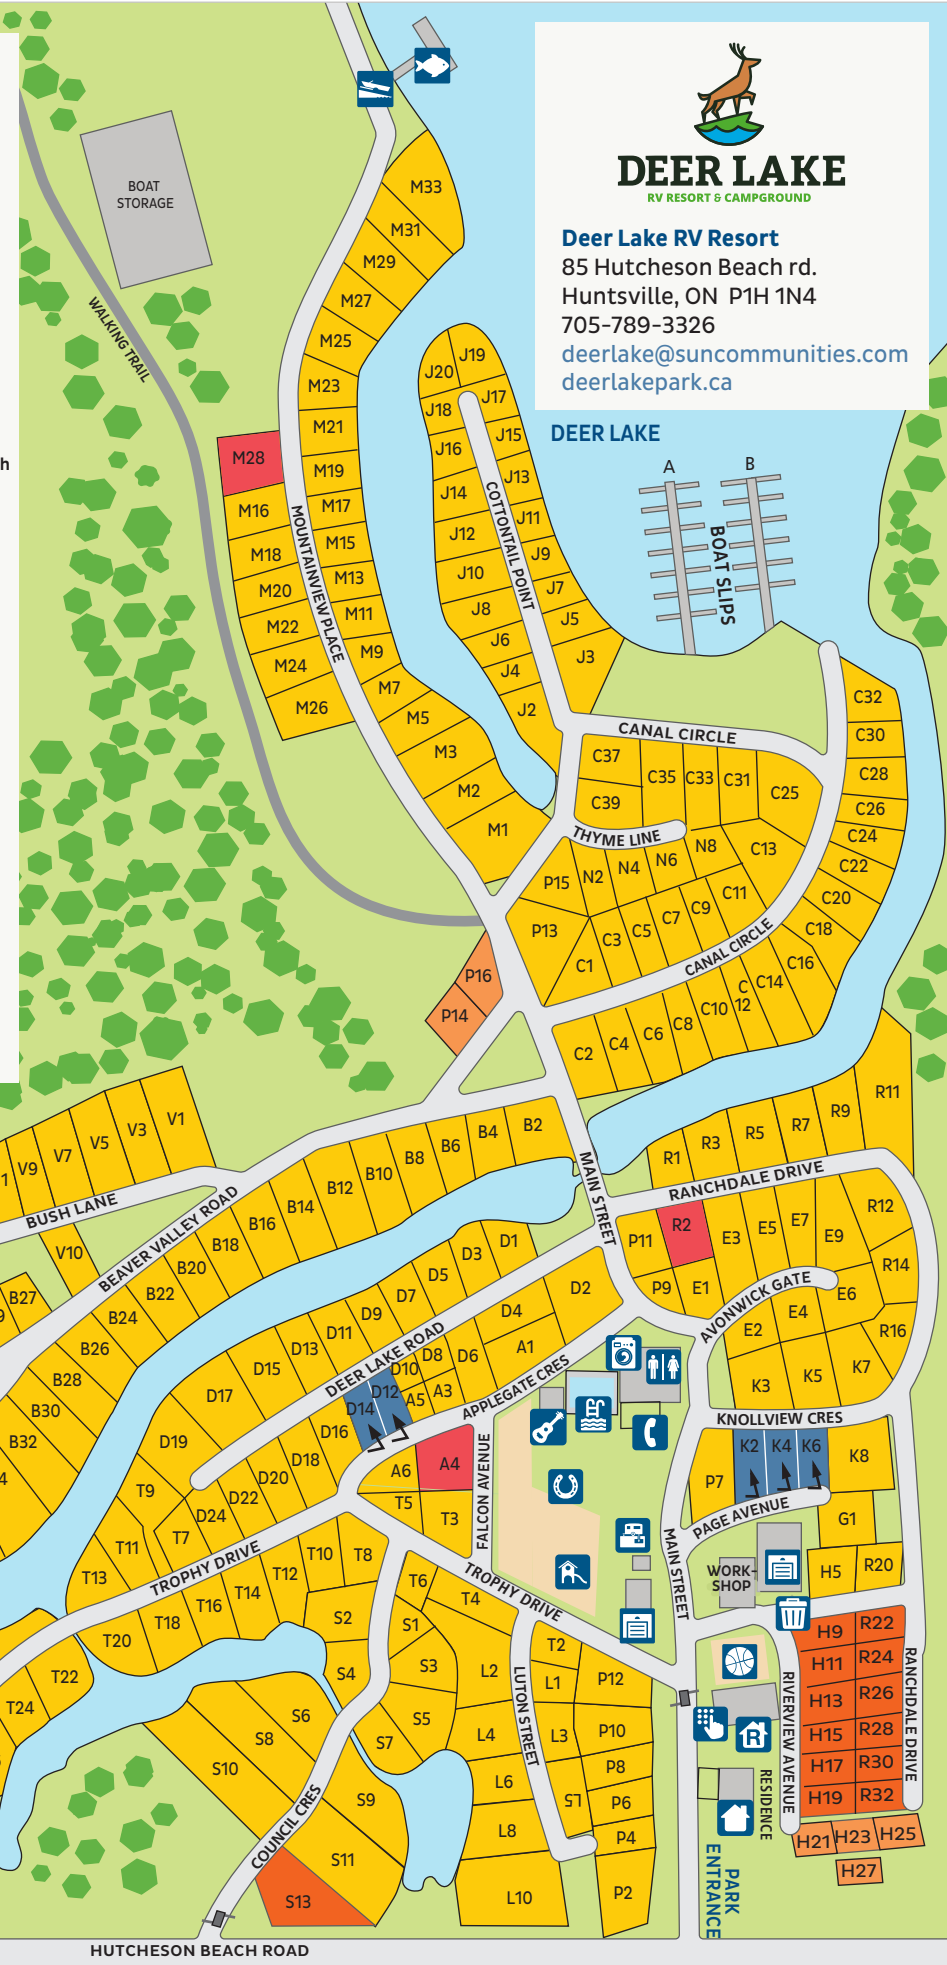 DEER LAKE
RV RESORT & CAMPGROUND
Deer Lake RV Resort
85 Hutcheson Beach rd.
Huntsville, ON P1H 1N4
705-789-3326
deerlake@suncommunities.com
deerlakepark.ca
BOAT
STORAGE
WALKING TRAIL
h
DEER LAKE
A
B
BOAT SLIPS
M33
M31
M29
M27
M25
M23
M21
M19
M17
M15
M13
M11
M9
M7
M5
M3
M2
M1
M28
M16
M18
M20
M22
M24
M26
MOUNTAINVIEW PLACE
J19
J20
J17
J18
J15
J16
J13
J14
J11
J12
J9
J10
J7
J8
J5
J6
J3
J4
J2
COTTONTAIL POINT
CANAL CIRCLE
C37
C35
C33
C31
C25
C39
THYME LINE
C32
C30
C28
C26
C24
C22
C20
C18
C16
C14
C
12
C10
C8
C6
C4
C2
P15
N2
N4
N6
N8
C13
P13
C1
C3
C5
C7
C9
C11
CANAL CIRCLE
P16
P14
V1
V3
V5
V7
V9
1
BUSH LANE
V10
BEAVER VALLEY ROAD
B2
B4
B6
B8
B10
B12
B14
B16
B18
B20
B22
B24
B26
B28
B30
B32
B27
9
4
MAIN STREET
R1
R3
R5
R7
R9
R11
RANCHDALE DRIVE
P11
R2
E3
E5
E7
E9
R12
R14
R16
P9
E1
AVONWICK GATE
E2
E4
E6
K3
K5
K7
KNOLLVIEW CRES
P7
K2
K4
K6
K8
PAGE AVENUE
G1
WORK-
SHOP
H5
R20
D1
D3
D5
D7
D9
D11
D13
D15
D17
D19
DEER LAKE ROAD
D2
D4
D6
D8
D10
D12
D14
D16
D18
D20
D22
D24
A1
A3
A5
APPLEGATE CRES
A6
A4
T5
T3
FALCON AVENUE
T9
T7
T11
T13
TROPHY DRIVE
T8
T10
T12
T14
T16
T18
T20
T22
T24
T6
T4
TROPHY DRIVE
T2
S2
S4
S1
S3
S5
S7
S6
S8
S10
S9
S11
S13
COUNCIL CRES
L2
L4
L6
L8
L10
L1
L3
L5
LUTON STREET
P12
P10
P8
P6
P4
P2
MAIN STREET
H9
R22
H11
R24
H13
R26
H15
R28
H17
R30
H19
R32
H21
H23
H25
H27
RIVERVIEW AVENUE
RANCHDALE DRIVE
R
RESIDENCE
PARK
ENTRANCE
HUTCHESON BEACH ROAD